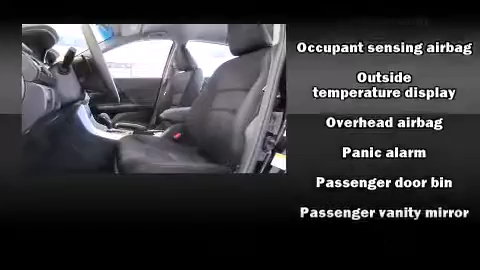 Occupant sensing airbag
Outside
temperature display
Overhead airbag
Panic alarm
Passenger door bin
Passenger vanity mirror